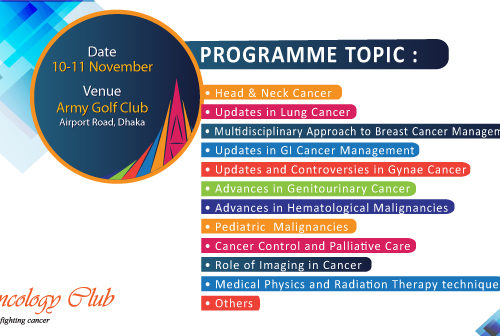 Date
10-11 November
Venue
Army Golf Club
Airport Road, Dhaka
PROGRAMME TOPIC :
• Head & Neck Cancer
• Updates in Lung Cancer
• Multidisciplinary Approach to Breast Cancer Managem
• Updates in GI Cancer Management
• Updates and Controversies in Gynae Cancer
• Advances in Genitourinary Cancer
• Advances in Hematological Malignancies
• Pediatric Malignancies
• Cancer Control and Palliative Care
• Role of Imaging in Cancer
• Medical Physics and Radiation Therapy technique
• Others
ncology Club
fighting cancer